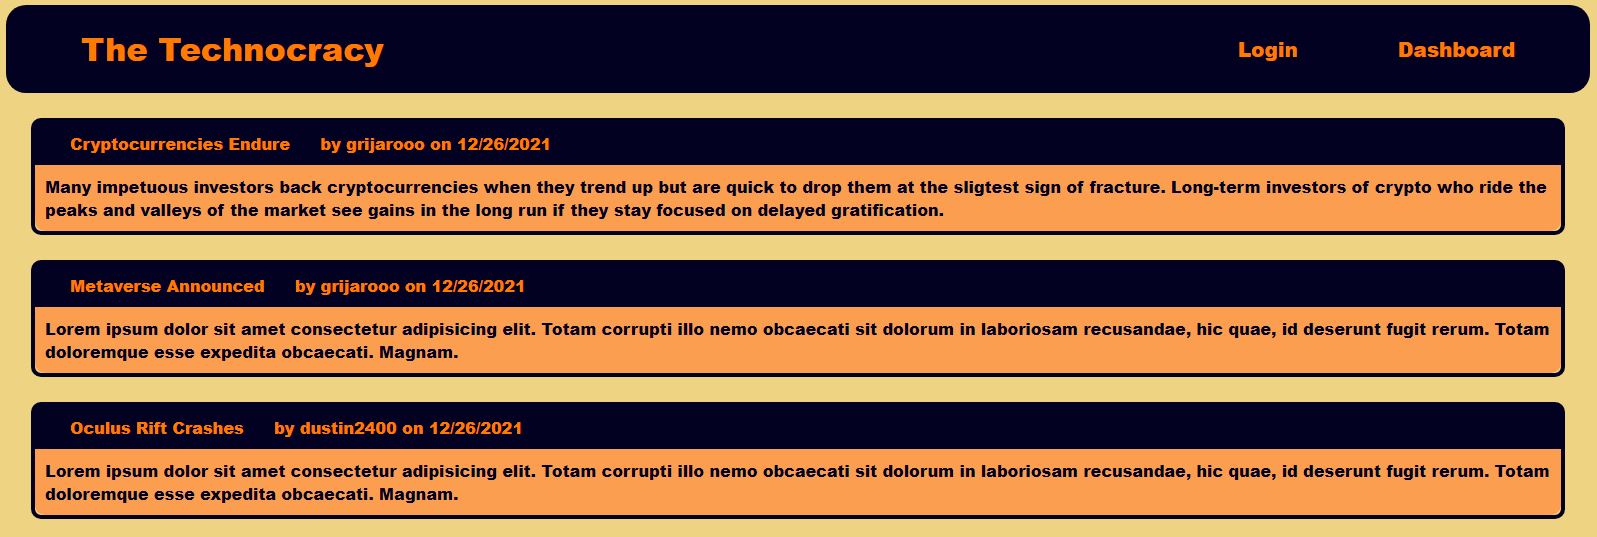 The Technocracy Login Dashboard
Cryptocurrencies Endure by grijarooo on 12/26/2021
Many impetuous investors back cryptocurrencies when they trend up but are quick to drop them at the sligtest sign of fracture. Long-term investors of crypto who ride the
peaks and valleys of the market see gains in the long run if they stay focused on delayed gratification.
Metaverse Announced by grijarooo on 12/26/2021
Lorem ipsum dolor sit amet consectetur adipisicing elit. Totam corrupti illo nemo obcaecati sit dolorum in laboriosam recusandae, hic quae, id deserunt fugit rerum. Totam
doloremque esse expedita obcaecati. Magnam.
Oculus Rift Crashes by dustin2400 on 12/26/2021
Lorem ipsum dolor sit amet consectetur adipisicing elit. Totam corrupti illo nemo obcaecati sit dolorum in laboriosam recusandae, hic quae, id deserunt fugit rerum. Totam
doloremque esse expedita obcaecati. Magnam.